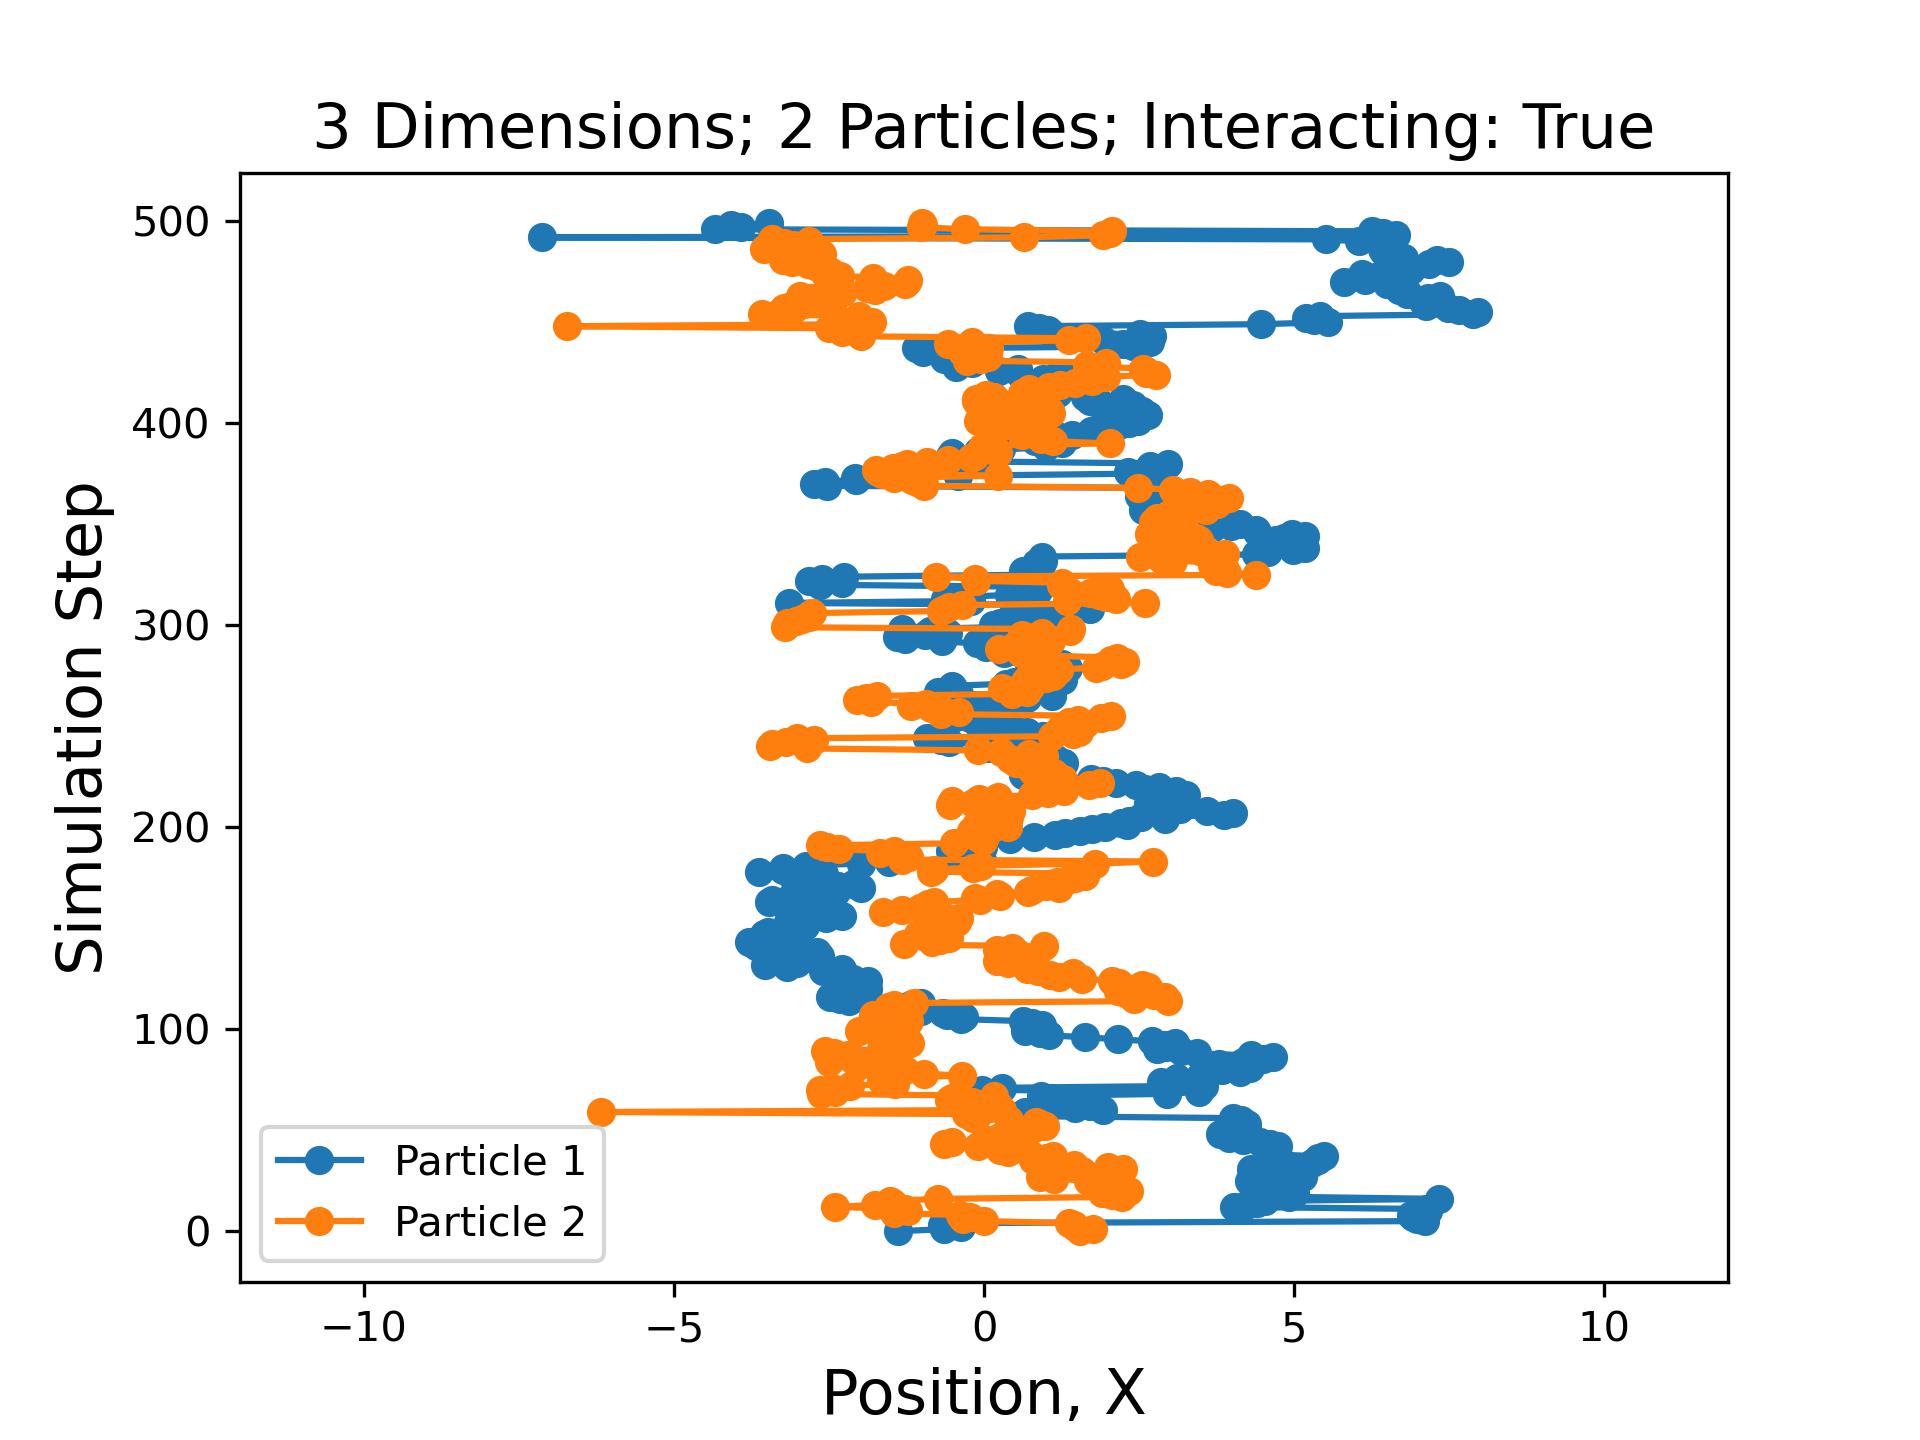 3 Dimensions; 2 Particles; Interacting: True
Simulation Step
500
400
300
200
100
0
Particle 1
Particle 2
−10
−5
0
5
10
Position, X